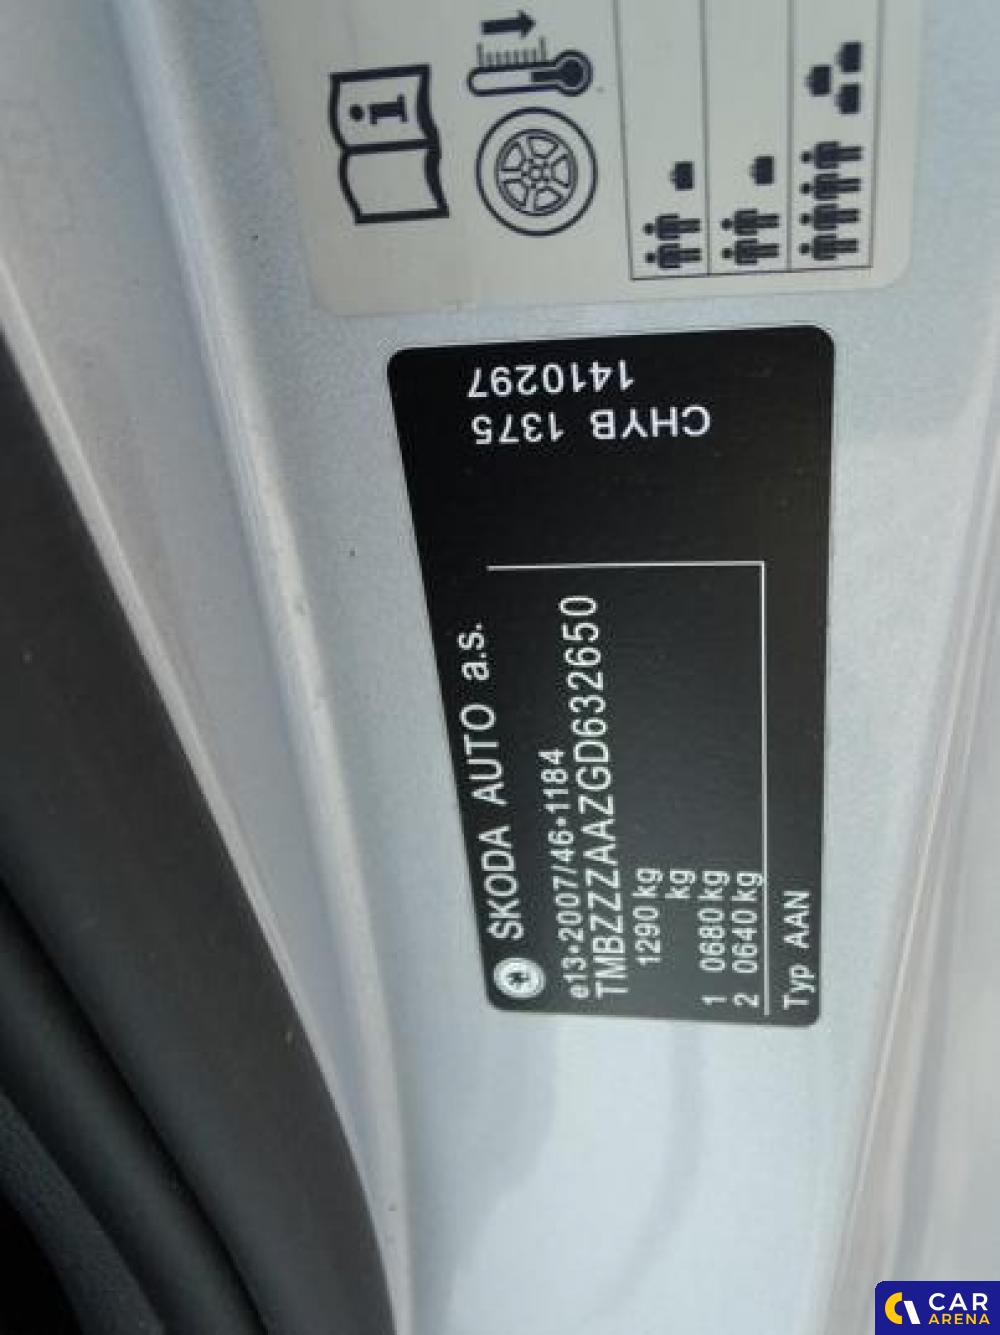 i
ŠKODA AUTO a.s.
e13*2007/46*1184
TMBZZZAAZGD632650
1290 kg
kg
1 0680 kg
2 0640 kg
Typ AAN
CHYB 1375
1410297
CAR
ARENA